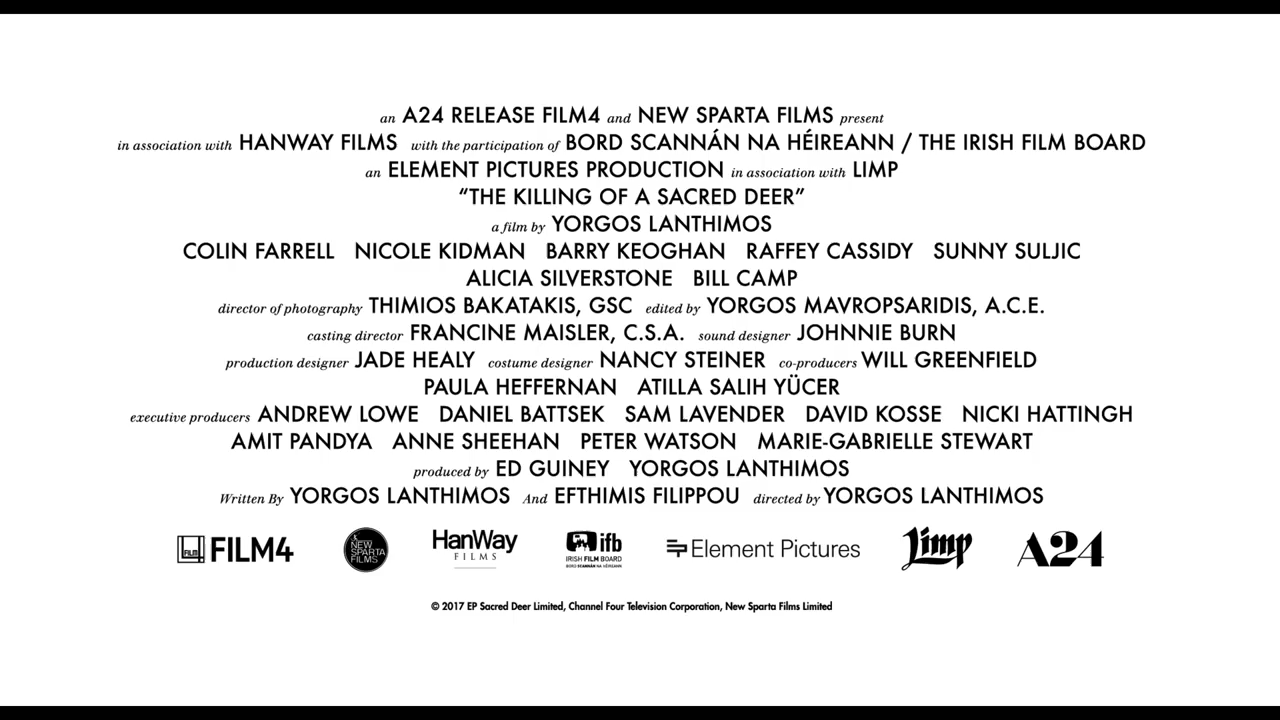 an A24 RELEASE FILM4 and NEW SPARTA FILMS present
in association with HANWAY FILMS with the participation of BORD SCANNÁN NA HÉIREANN / THE IRISH FILM BOARD
an ELEMENT PICTURES PRODUCTION in association with LIMP
“THE KILLING OF A SACRED DEER”
a film by YORGOS LANTHIMOS
COLIN FARRELL NICOLE KIDMAN BARRY KEOGHAN RAFFEY CASSIDY SUNNY SULJIC
ALICIA SILVERSTONE BILL CAMP
director of photography THIMIOS BAKATAKIS, GSC edited by YORGOS MAVROPSARIDIS, A.C.E.
casting director FRANCINE MAISLER, C.S.A. sound designer JOHNNIE BURN
production designer JADE HEALY costume designer NANCY STEINER co-producers WILL GREENFIELD
PAULA HEFFERNAN ATILLA SALIH YÜCER
executive producers ANDREW LOWE DANIEL BATTSEK SAM LAVENDER DAVID KOSSE NICKI HATTINGH
AMIT PANDYA ANNE SHEEHAN PETER WATSON MARIE-GABRIELLE STEWART
produced by ED GUINEY YORGOS LANTHIMOS
Written By YORGOS LANTHIMOS And EFTHIMIS FILIPPOU directed by YORGOS LANTHIMOS
FILM FILM4
NEW SPARTA FILMS
HanWay FILMS
ifb IRISH FILM BOARD BORD SCANNÁN NA HÉIREANN
Element Pictures
Limp
A24
© 2017 EP Sacred Deer Limited, Channel Four Television Corporation, New Sparta Films Limited